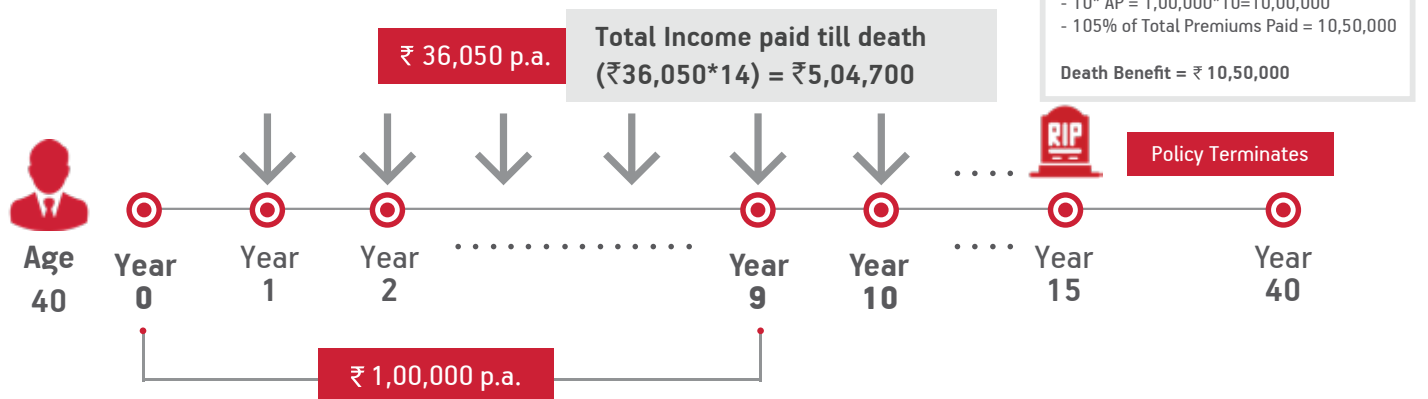 - 10* AP = 1,00,000*10=10,00,000
- 105% of Total Premiums Paid = 10,50,000
Death Benefit = ₹ 10,50,000
₹ 36,050 p.a.
Total Income paid till death
(₹36,050*14) = ₹5,04,700
RIP
Policy Terminates
Age
40
Year
0
Year
1
Year
2
Year
9
Year
10
Year
15
Year
40
₹ 1,00,000 p.a.